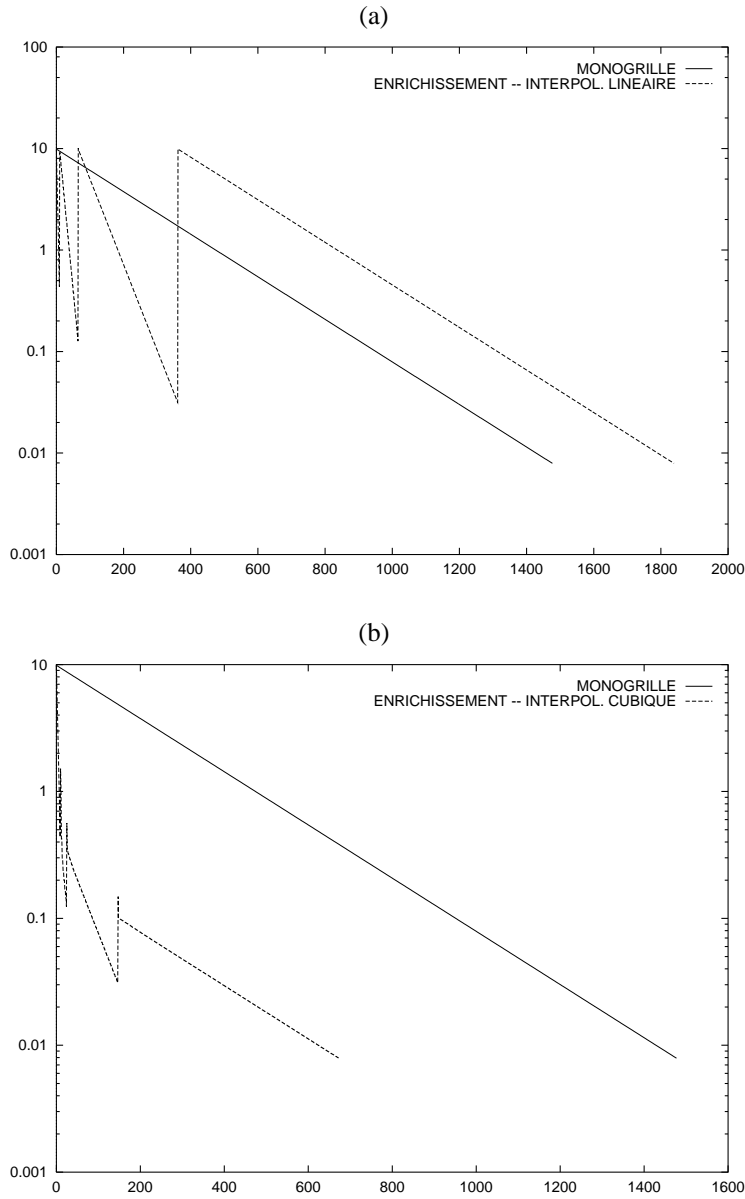 (a)
100
10
1
0.1
0.01
0.001
MONOGRILLE
ENRICHISSEMENT -- INTERPOL. LINEAIRE
0 200 400 600 800 1000 1200 1400 1600 1800 2000
(b)
10
1
0.1
0.01
0.001
MONOGRILLE
ENRICHISSEMENT -- INTERPOL. CUBIQUE
0 200 400 600 800 1000 1200 1400 1600